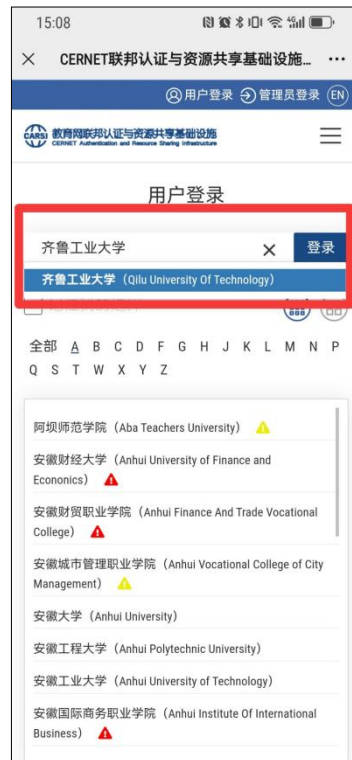 15:08
CERNET联邦认证与资源共享基础设施...
用户登录 管理员登录 EN
CARSI 教育网联邦认证与资源共享基础设施
CERNET Authentication and Resource Sharing Infrastructure
用户登录
齐鲁工业大学 登录
齐鲁工业大学（Qilu University Of Technology）
全部 A B C D F G H J K L M N P
Q S T W X Y Z
阿坝师范学院（Aba Teachers University）
安徽财经大学（Anhui University of Finance and
Econonics）
安徽财贸职业学院（Anhui Finance And Trade Vocational
College）
安徽城市管理职业学院（Anhui Vocational College of City
Management）
安徽大学（Anhui University）
安徽工程大学（Anhui Polytechnic University）
安徽工业大学（Anhui University of Technology）
安徽国际商务职业学院（Anhui Institute Of International
Business）